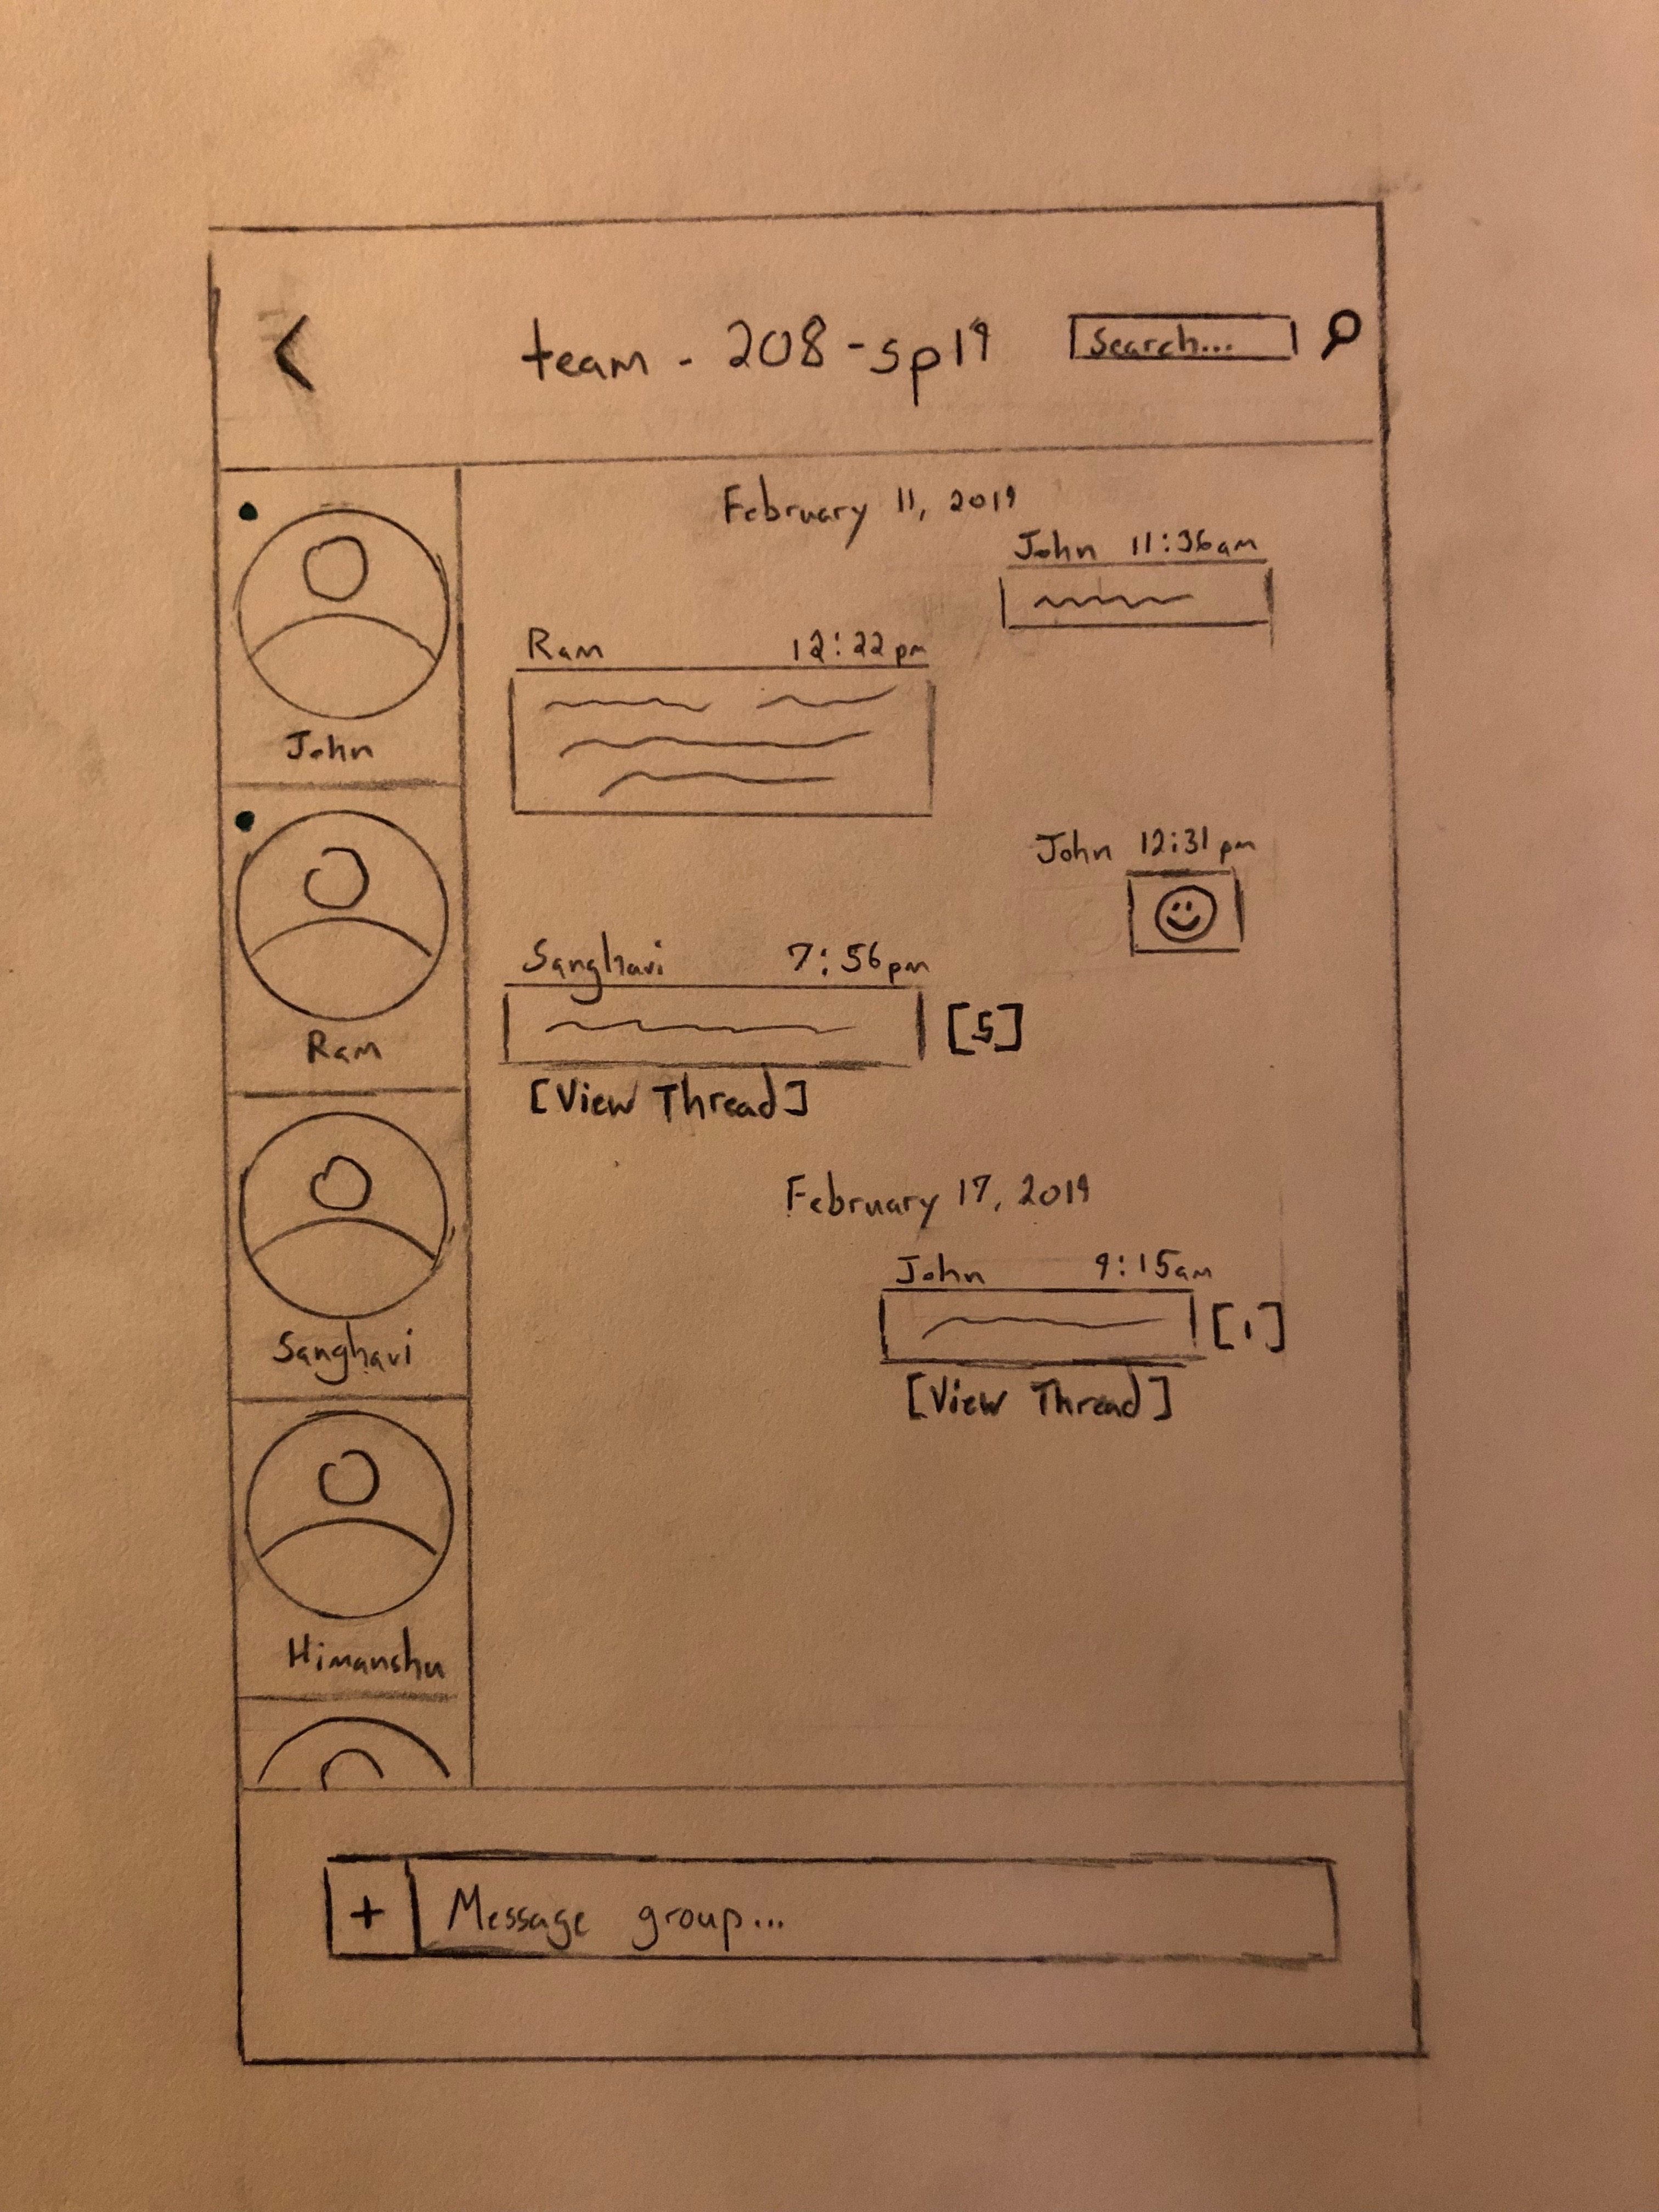 <
team - 208 - sp19
Search...
February 11, 2019
John 11:36am
Ram 12:22pm
John 12:31pm
Sanghavi 7:56pm
[5]
[View Thread]
February 17, 2019
John 9:15am
[1]
[View Thread]
John
Ram
Sanghavi
Himanshu
+
Message group...